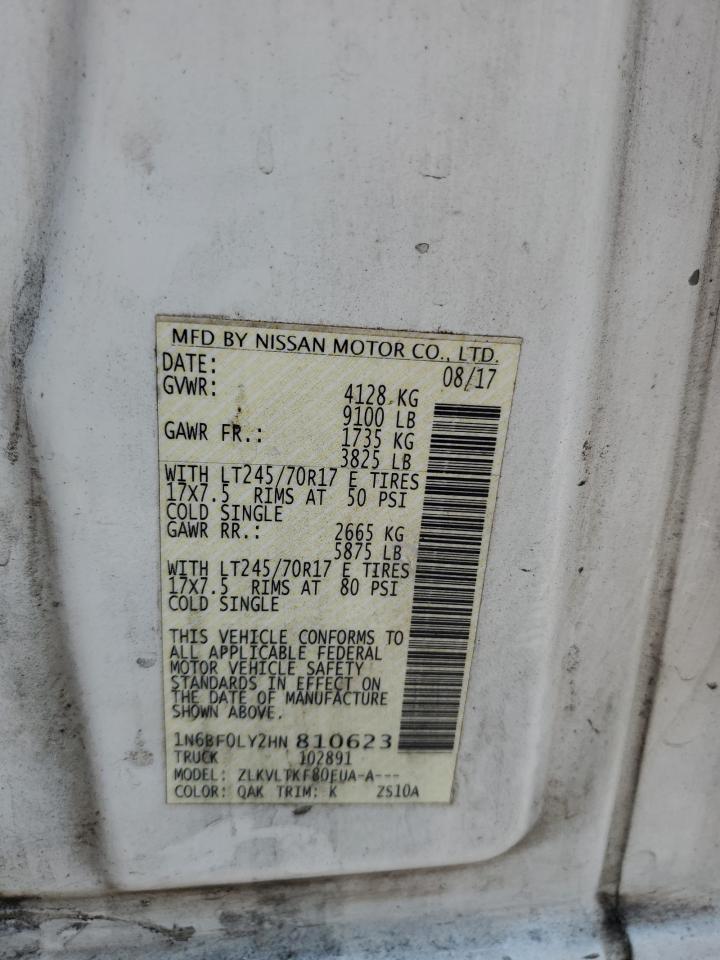 MFD BY NISSAN MOTOR CO., LTD.
DATE: 08/17
GVWR: 4128 KG
9100 LB
GAWR FR.: 1735 KG
3825 LB
WITH LT245/70R17 E TIRES
17X7.5 RIMS AT 50 PSI
COLD SINGLE
GAWR RR.: 2665 KG
5875 LB
WITH LT245/70R17 E TIRES
17X7.5 RIMS AT 80 PSI
COLD SINGLE
THIS VEHICLE CONFORMS TO
ALL APPLICABLE FEDERAL
MOTOR VEHICLE SAFETY
STANDARDS IN EFFECT ON
THE DATE OF MANUFACTURE
SHOWN ABOVE.
1N6BF0LY2HN 810623
TRUCK 102891
MODEL: ZLKVLTKF80EUA-A---
COLOR: QAK TRIM: K ZS10A